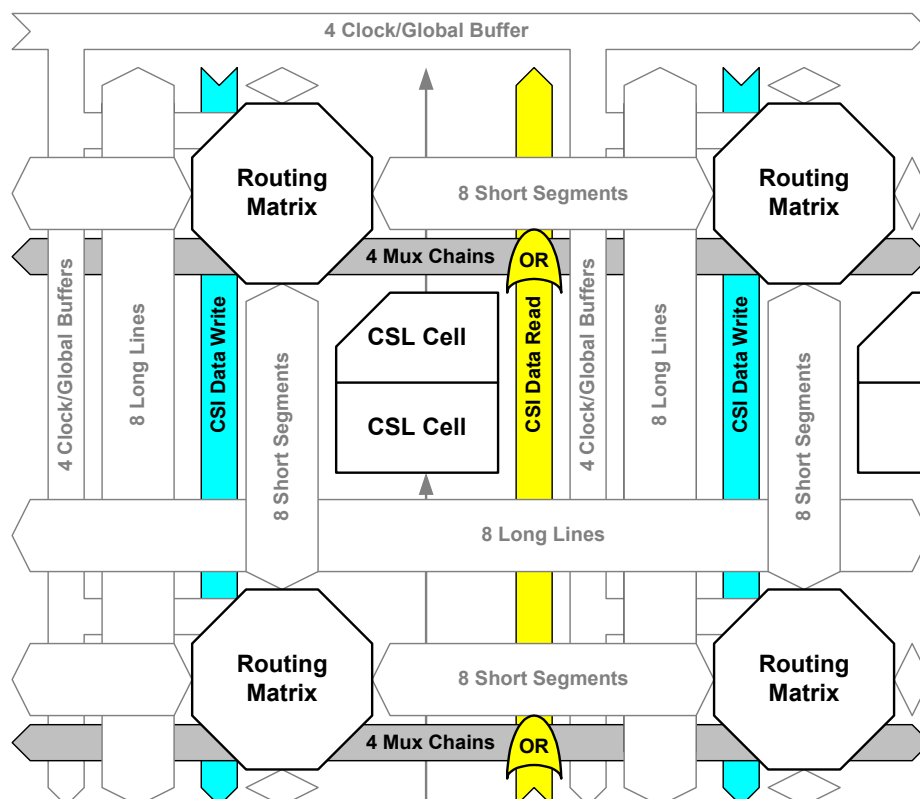 4 Clock/Global Buffer
Routing
Matrix
8 Short Segments
Routing
Matrix
4 Mux Chains
OR
4 Clock/Global Buffers
8 Long Lines
CSI Data Write
8 Short Segments
CSL Cell
CSL Cell
CSI Data Read
4 Clock/Global Buffers
8 Long Lines
CSI Data Write
8 Short Segments
8 Long Lines
Routing
Matrix
8 Short Segments
Routing
Matrix
4 Mux Chains
OR